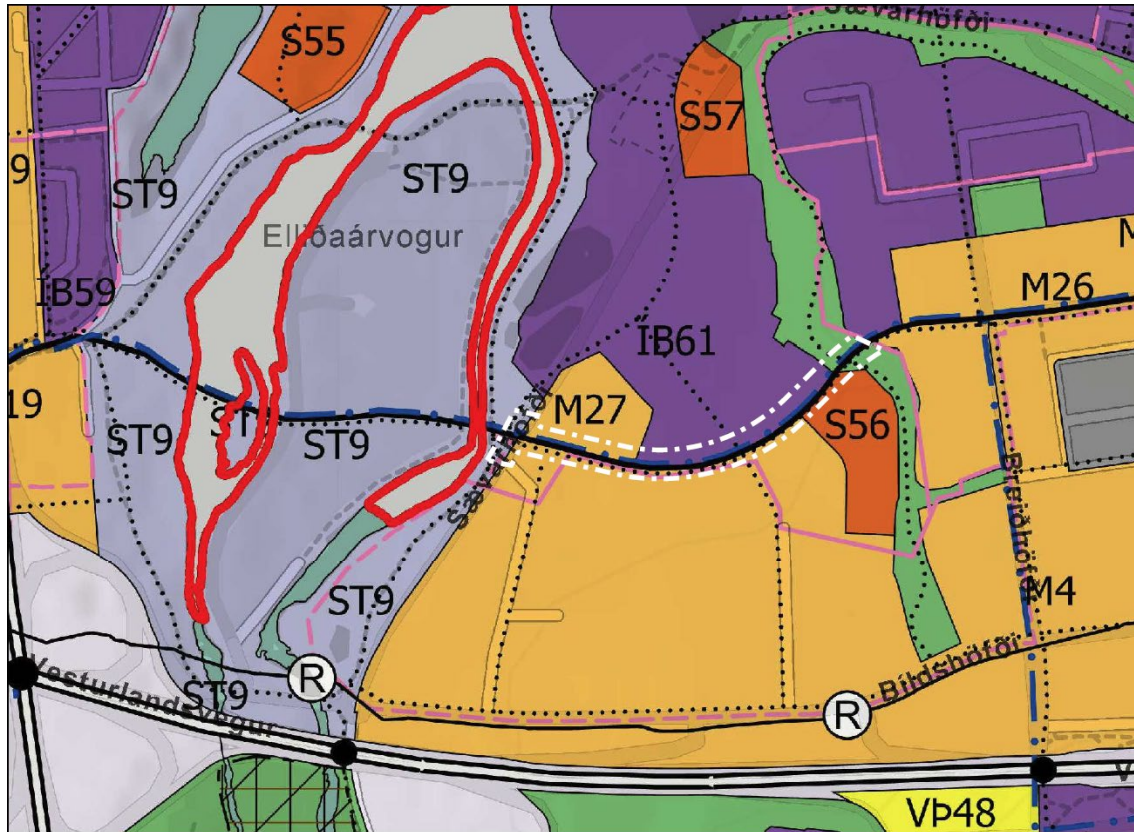 Sævarhöfði
S55
S57
9
ST9
ST9
Elliðaárvogur
M
M26
ÍB59
ÍB61
19
M27
ST9
ST9
S56
Sævarhöfði
Breiðhöfði
ST9
M4
R
R
Bíldshöfði
ST9
Vesturlandsvegur
V
VÞ48